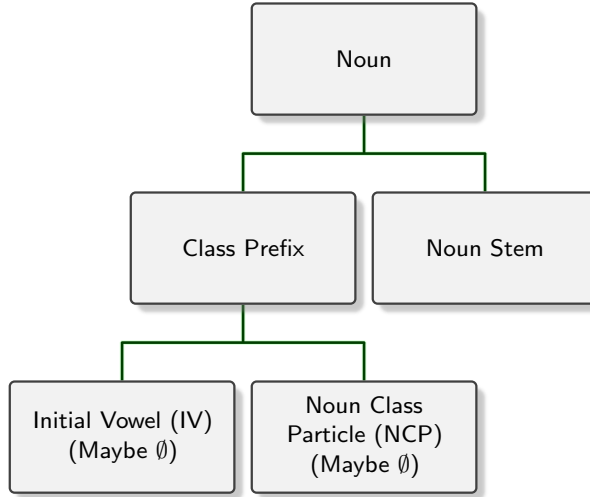 Noun
Class Prefix
Noun Stem
Initial Vowel (IV)
(Maybe ∅)
Noun Class
Particle (NCP)
(Maybe ∅)